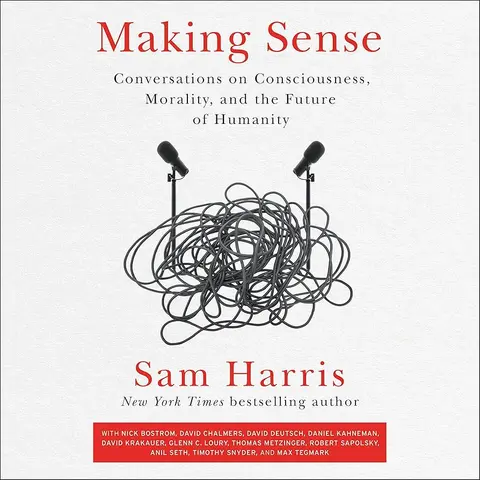 Making Sense
Conversations on Consciousness,
Morality, and the Future
of Humanity
Sam Harris
New York Times bestselling author
WITH NICK BOSTROM, DAVID CHALMERS, DAVID DEUTSCH, DANIEL KAHNEMAN,
DAVID KRAKAUER, GLENN C. LOURY, THOMAS METZINGER, ROBERT SAPOLSKY,
ANIL SETH, TIMOTHY SNYDER, AND MAX TEGMARK